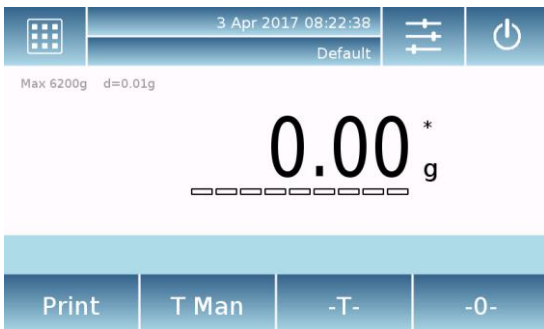 3 Apr 2017 08:22:38
Default
Max 6200g d=0.01g
0.00 *
g
Print T Man -T- -0-